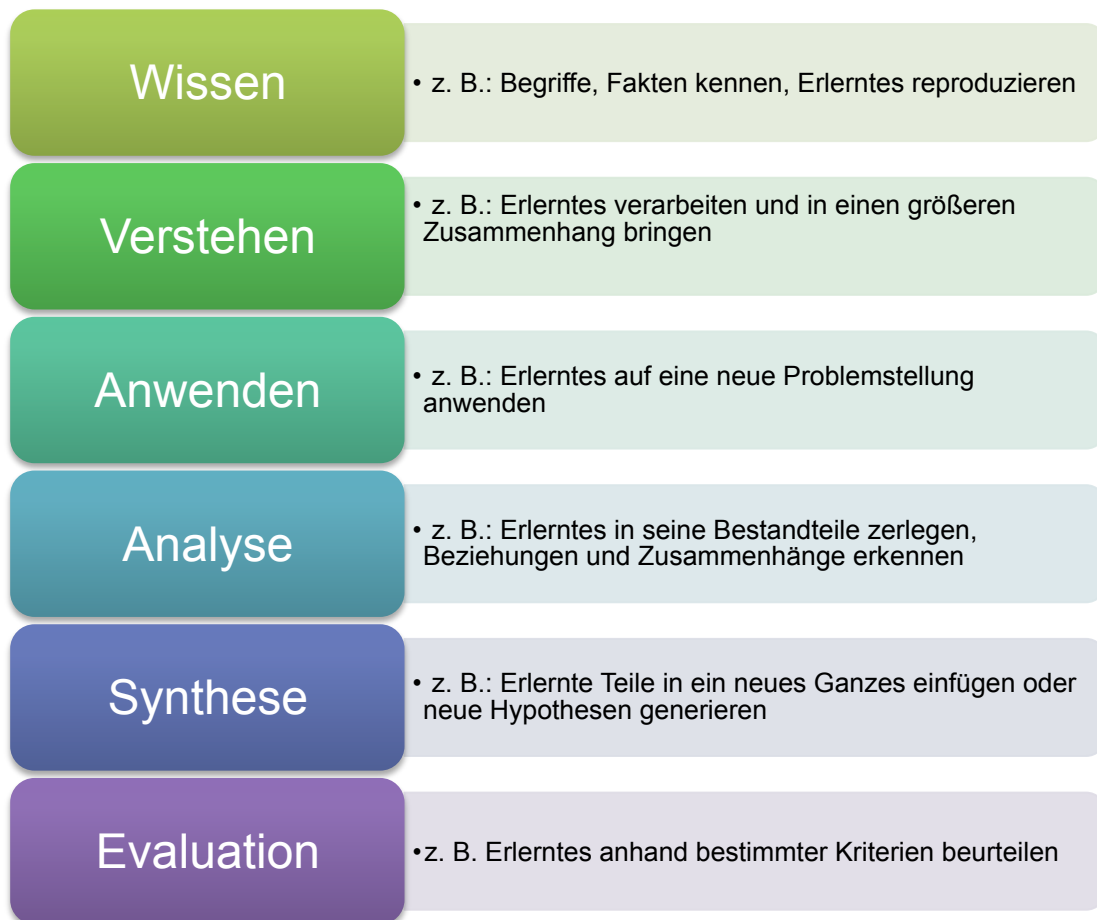 Wissen
• z. B.: Begriffe, Fakten kennen, Erlerntes reproduzieren
Verstehen
• z. B.: Erlerntes verarbeiten und in einen größeren
Zusammenhang bringen
Anwenden
• z. B.: Erlerntes auf eine neue Problemstellung
anwenden
Analyse
• z. B.: Erlerntes in seine Bestandteile zerlegen,
Beziehungen und Zusammenhänge erkennen
Synthese
• z. B.: Erlernte Teile in ein neues Ganzes einfügen oder
neue Hypothesen generieren
Evaluation
•z. B. Erlerntes anhand bestimmter Kriterien beurteilen